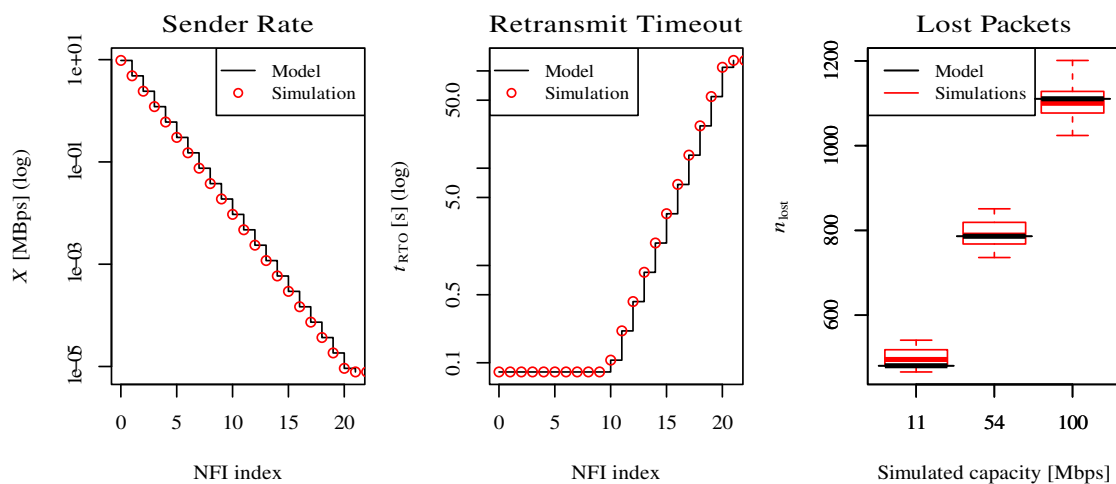 Sender Rate
X [MBps] (log)
1e+01
1e-01
1e-03
1e-05
Model
Simulation
0 5 10 15 20
NFI index
Retransmit Timeout
tRTO [s] (log)
50.0
5.0
0.5
0.1
Model
Simulation
0 5 10 15 20
NFI index
Lost Packets
nlost
1200
1000
800
600
Model
Simulations
11 54 100
Simulated capacity [Mbps]